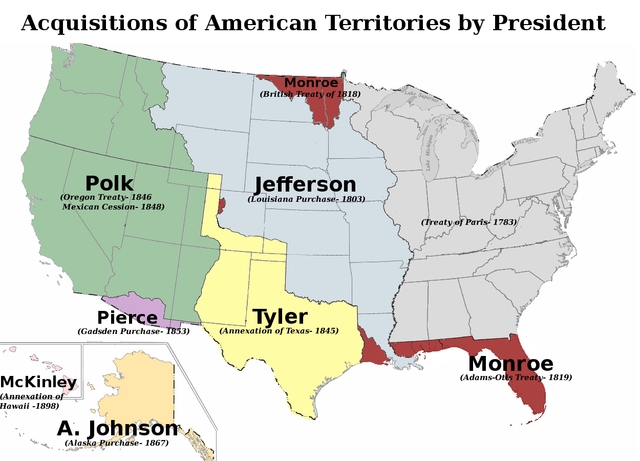 Acquisitions of American Territories by President
Monroe
(British Treaty of 1818)
Polk
(Oregon Treaty- 1846
Mexican Cession- 1848)
Jefferson
(Louisiana Purchase- 1803)
(Treaty of Paris- 1783)
Pierce
(Gadsden Purchase- 1853)
Tyler
(Annexation of Texas- 1845)
Monroe
(Adams-Otis Treaty- 1819)
McKinley
(Annexation of
Hawaii -1898)
A. Johnson
(Alaska Purchase- 1867)
Lake Michigan